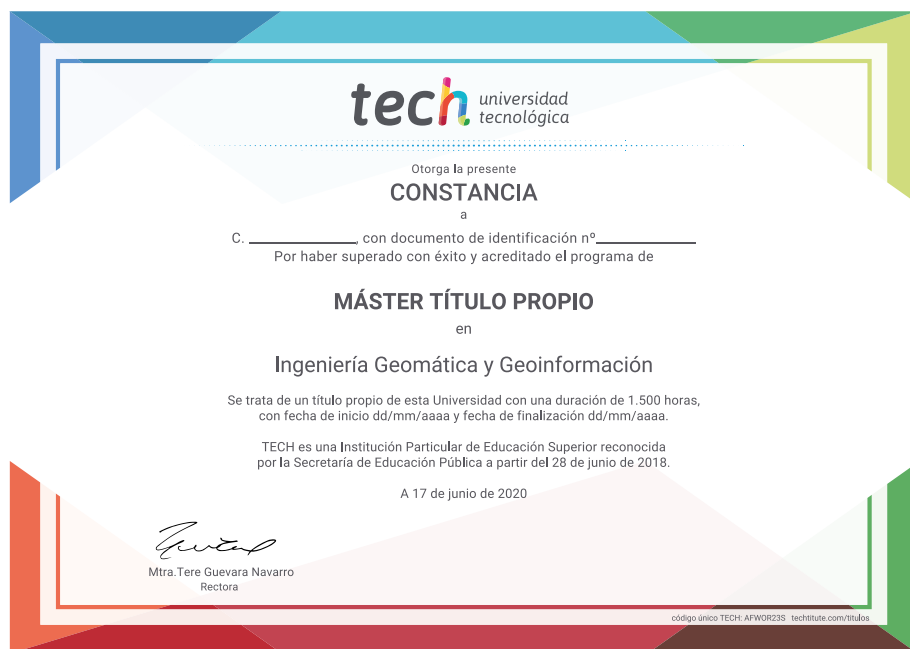 tech universidad
tecnológica
Otorga la presente
CONSTANCIA
a
C. ____________, con documento de identificación nº____________
Por haber superado con éxito y acreditado el programa de
MÁSTER TÍTULO PROPIO
en
Ingeniería Geomática y Geoinformación
Se trata de un título propio de esta Universidad con una duración de 1.500 horas,
con fecha de inicio dd/mm/aaaa y fecha de finalización dd/mm/aaaa.
TECH es una Institución Particular de Educación Superior reconocida
por la Secretaría de Educación Pública a partir del 28 de junio de 2018.
A 17 de junio de 2020
Mtra.Tere Guevara Navarro
Rectora
código único TECH: AFWOR23S techtitute.com/titulos